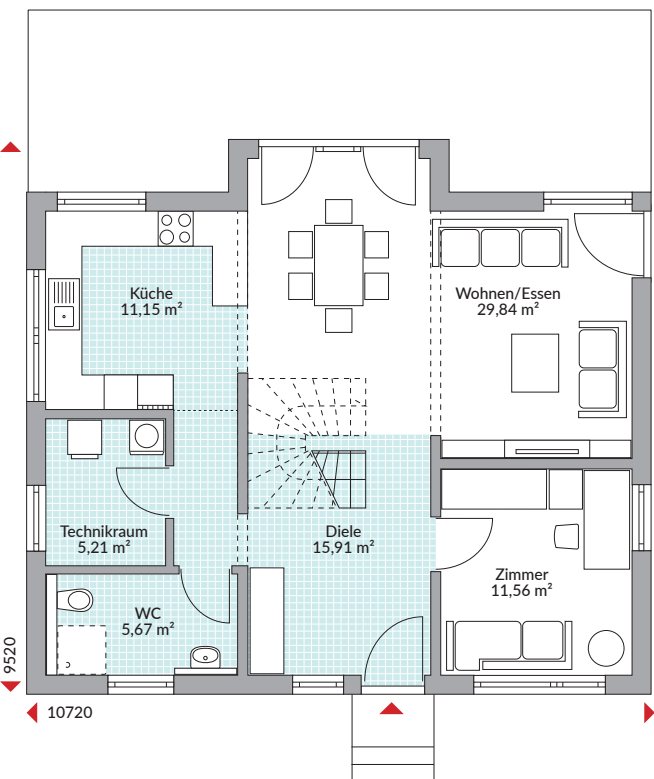 Küche
11,15 m²
Wohnen/Essen
29,84 m²
Technikraum
5,21 m²
Diele
15,91 m²
Zimmer
11,56 m²
WC
5,67 m²
9520
10720